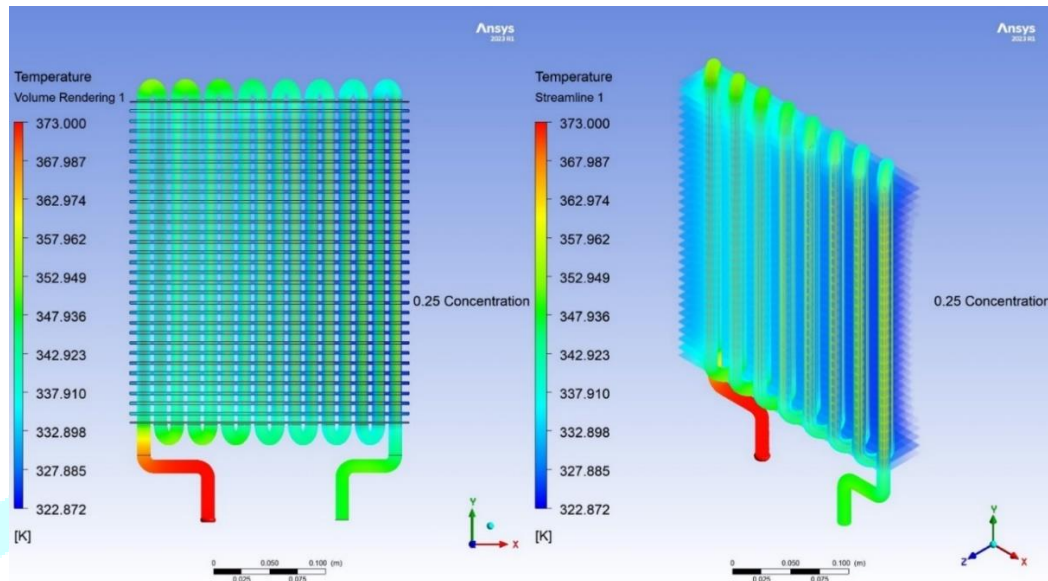 Ansys
2023 R1
Temperature
Volume Rendering 1
373.000
367.987
362.974
357.962
352.949
347.936
342.923
337.910
332.898
327.885
322.872
[K]
0.25 Concentration
Y
X
0 0.050 0.100 (m)
0.025 0.075
Ansys
2023 R1
Temperature
Streamline 1
373.000
367.987
362.974
357.962
352.949
347.936
342.923
337.910
332.898
327.885
322.872
[K]
0.25 Concentration
Y
Z X
0 0.050 0.100 (m)
0.025 0.075